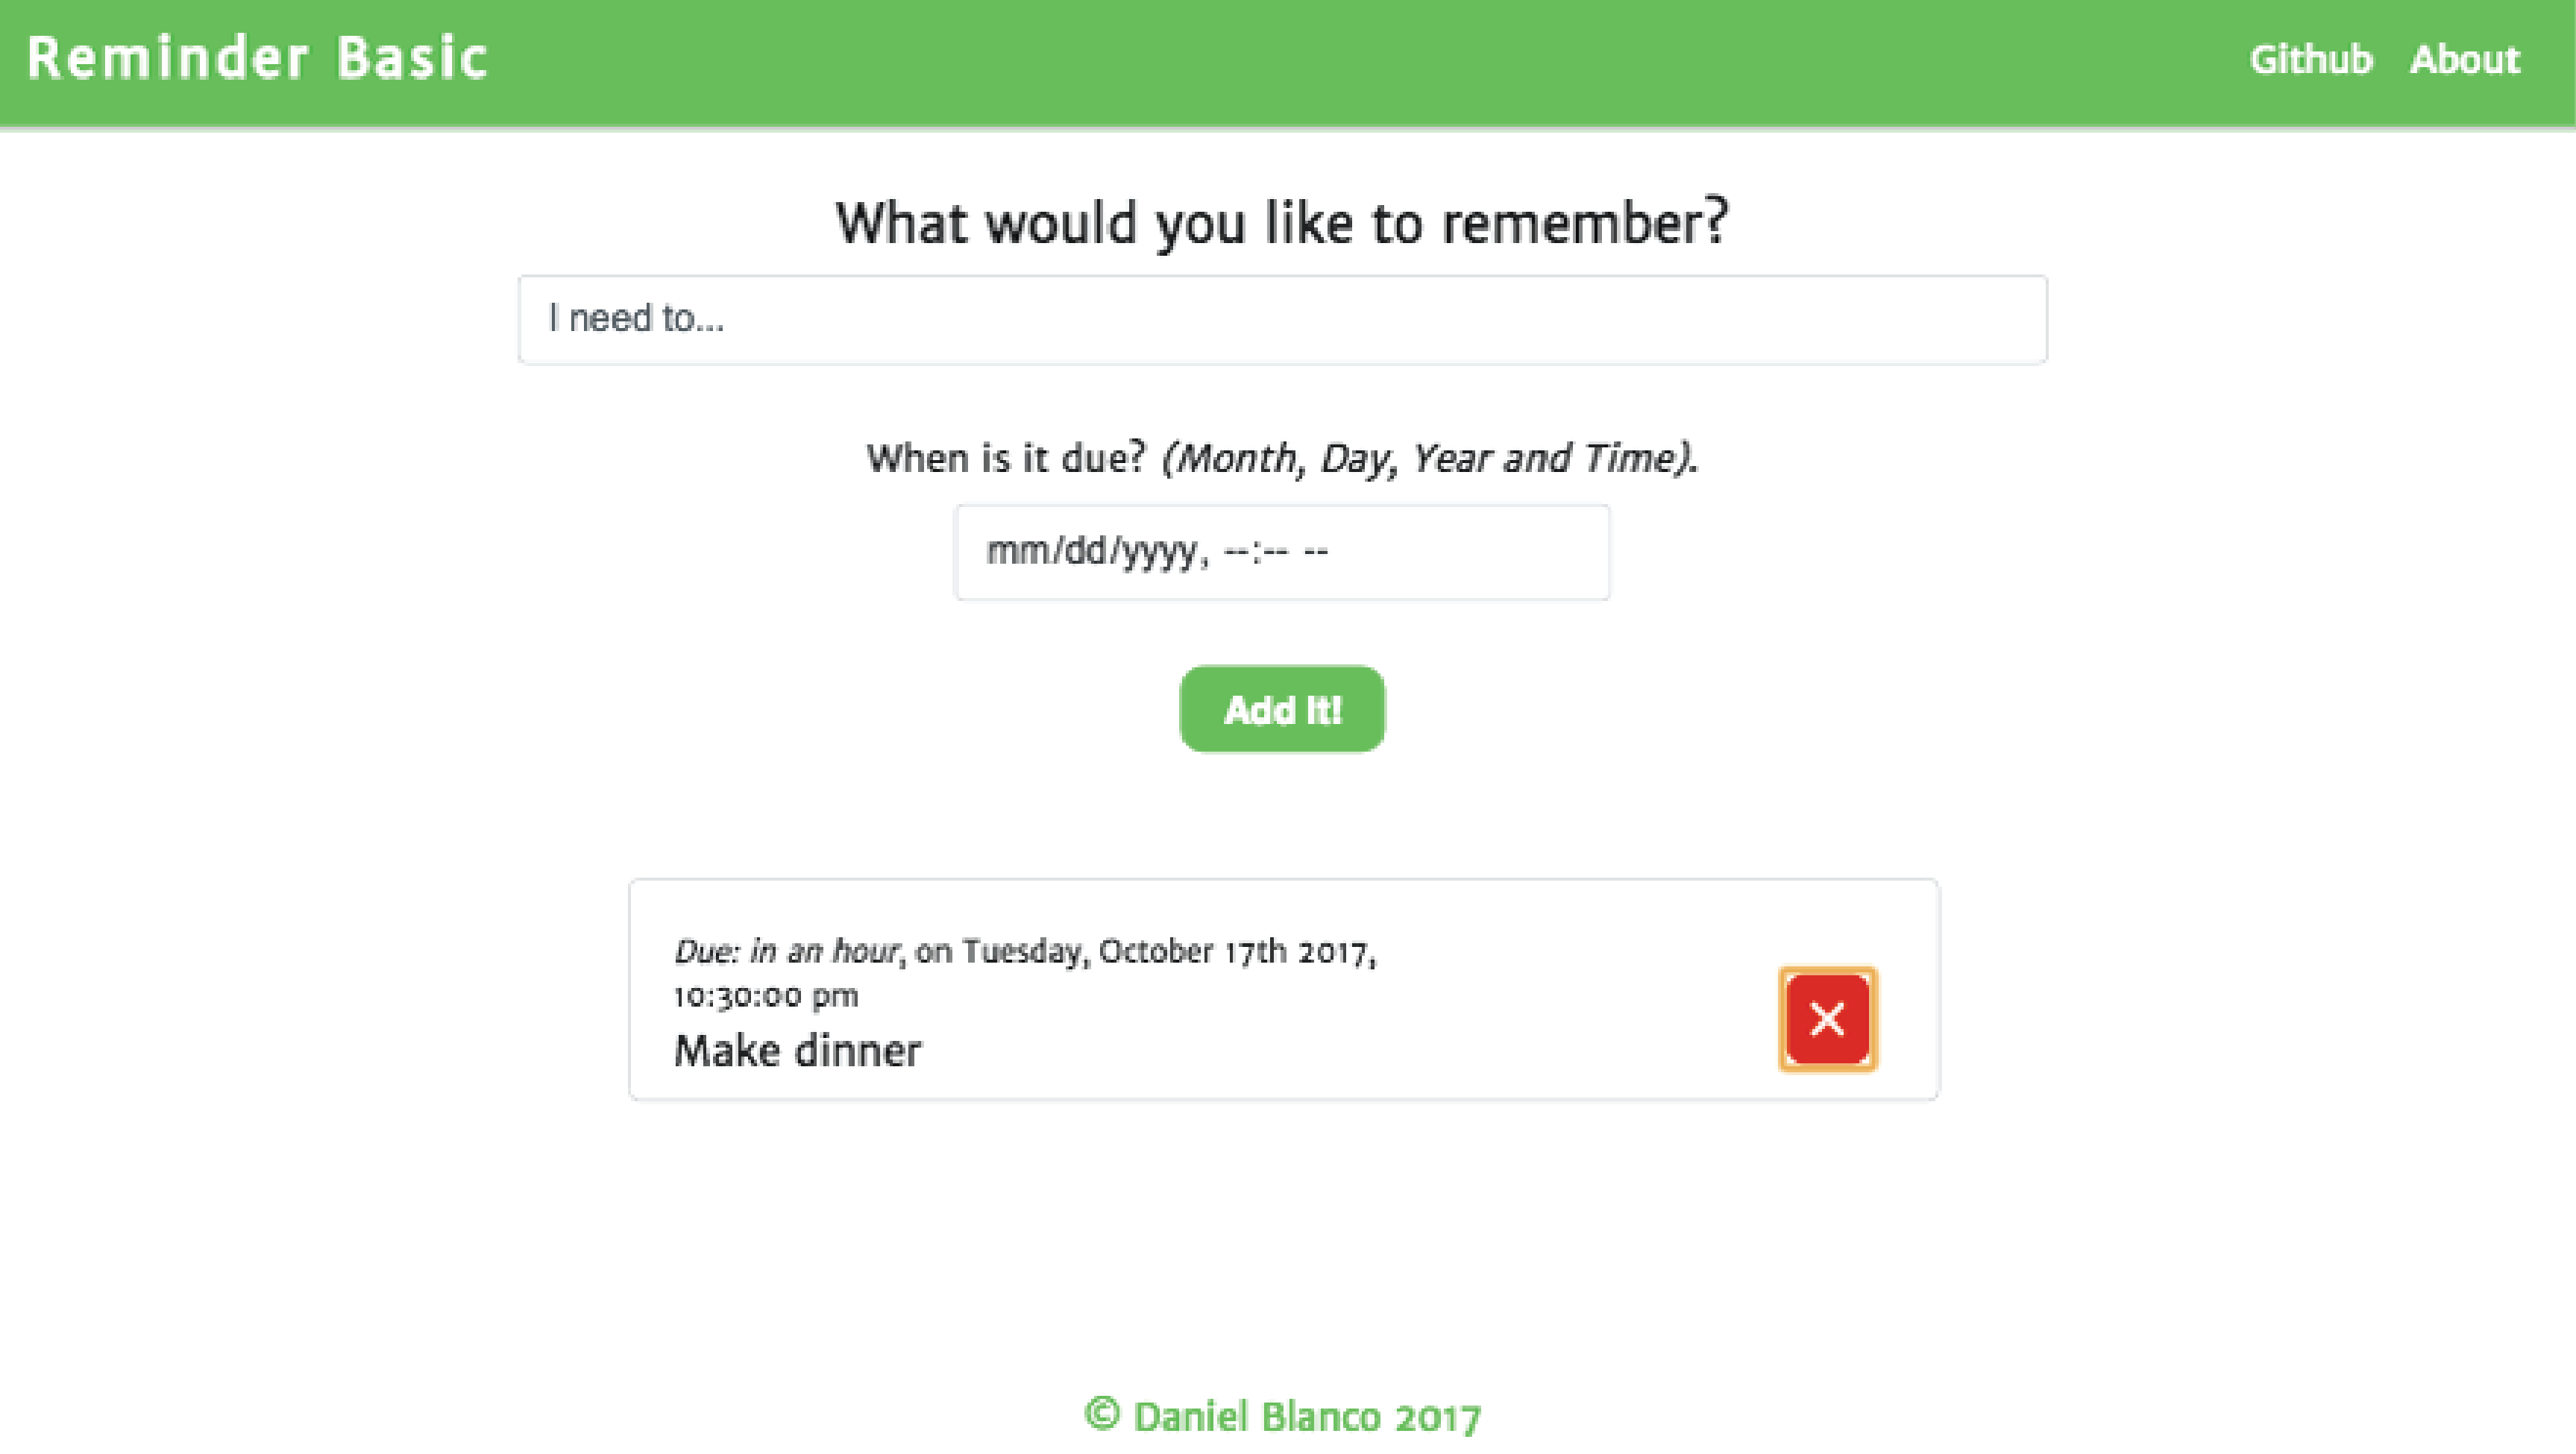 Reminder Basic
Github About
What would you like to remember?
I need to...
When is it due? (Month, Day, Year and Time).
mm/dd/yyyy, --:-- --
Add It!
Due: in an hour, on Tuesday, October 17th 2017,
10:30:00 pm
Make dinner
© Daniel Blanco 2017